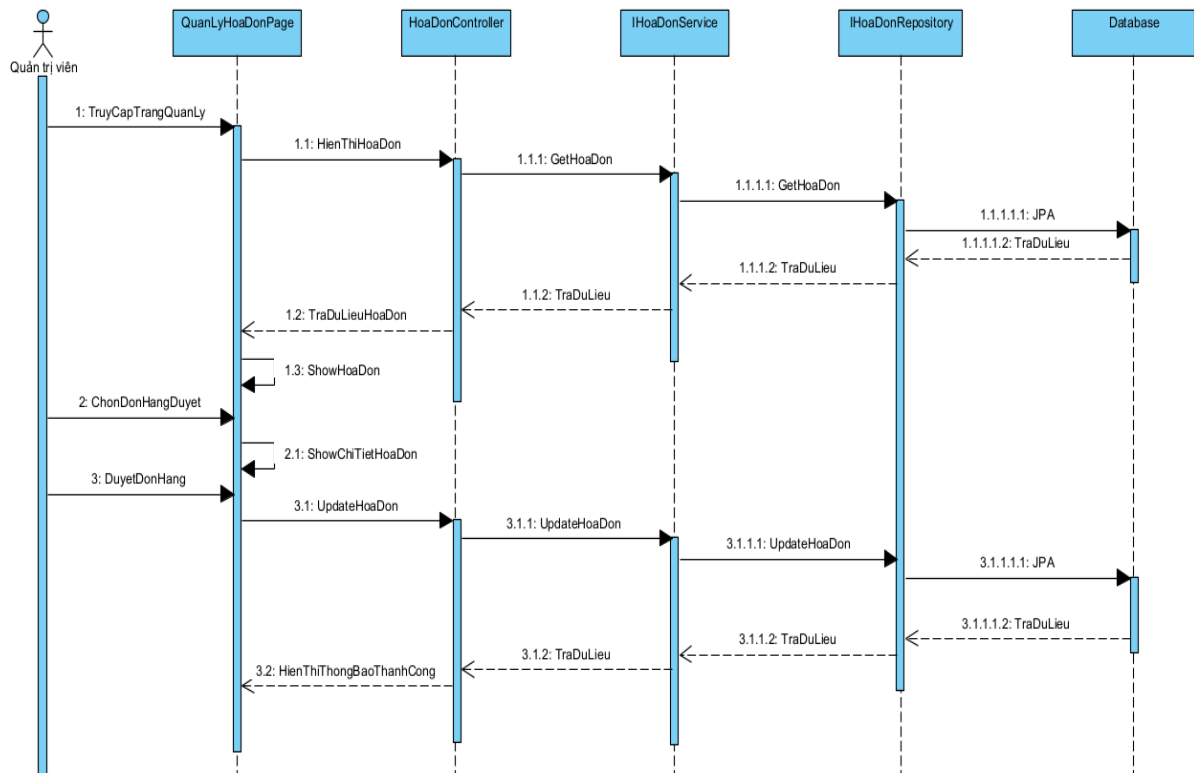 QuanLyHoaDonPage
HoaDonController
IHoaDonService
IHoaDonRepository
Database
Quản trị viên
1: TruyCapTrangQuanLy
1.1: HienThiHoaDon
1.1.1: GetHoaDon
1.1.1.1: GetHoaDon
1.1.1.1.1: JPA
1.1.1.1.2: TraDuLieu
1.1.1.2: TraDuLieu
1.1.2: TraDuLieu
1.2: TraDuLieuHoaDon
1.3: ShowHoaDon
2: ChonDonHangDuyet
2.1: ShowChiTietHoaDon
3: DuyetDonHang
3.1: UpdateHoaDon
3.1.1: UpdateHoaDon
3.1.1.1: UpdateHoaDon
3.1.1.1.1: JPA
3.1.1.1.2: TraDuLieu
3.1.1.2: TraDuLieu
3.1.2: TraDuLieu
3.2: HienThiThongBaoThanhCong